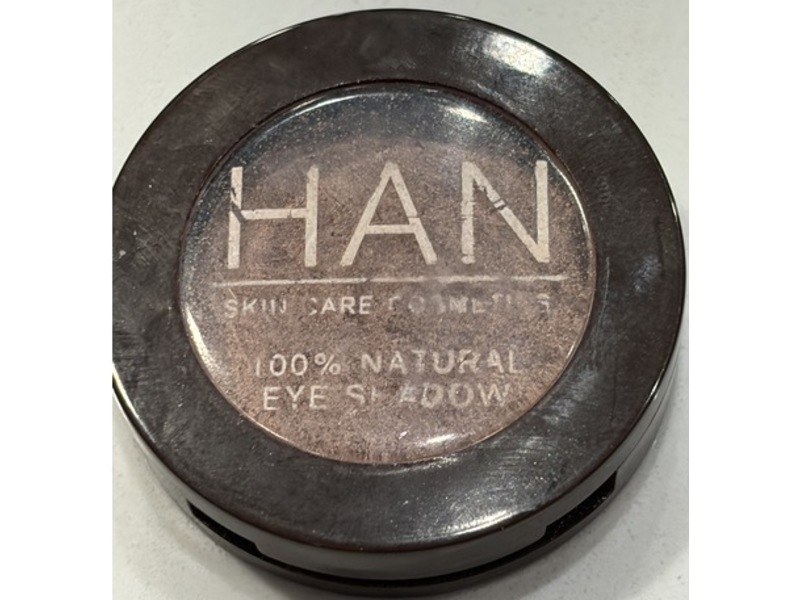 HAN
SKIN CARE COSMETICS
100% NATURAL
EYE SHADOW